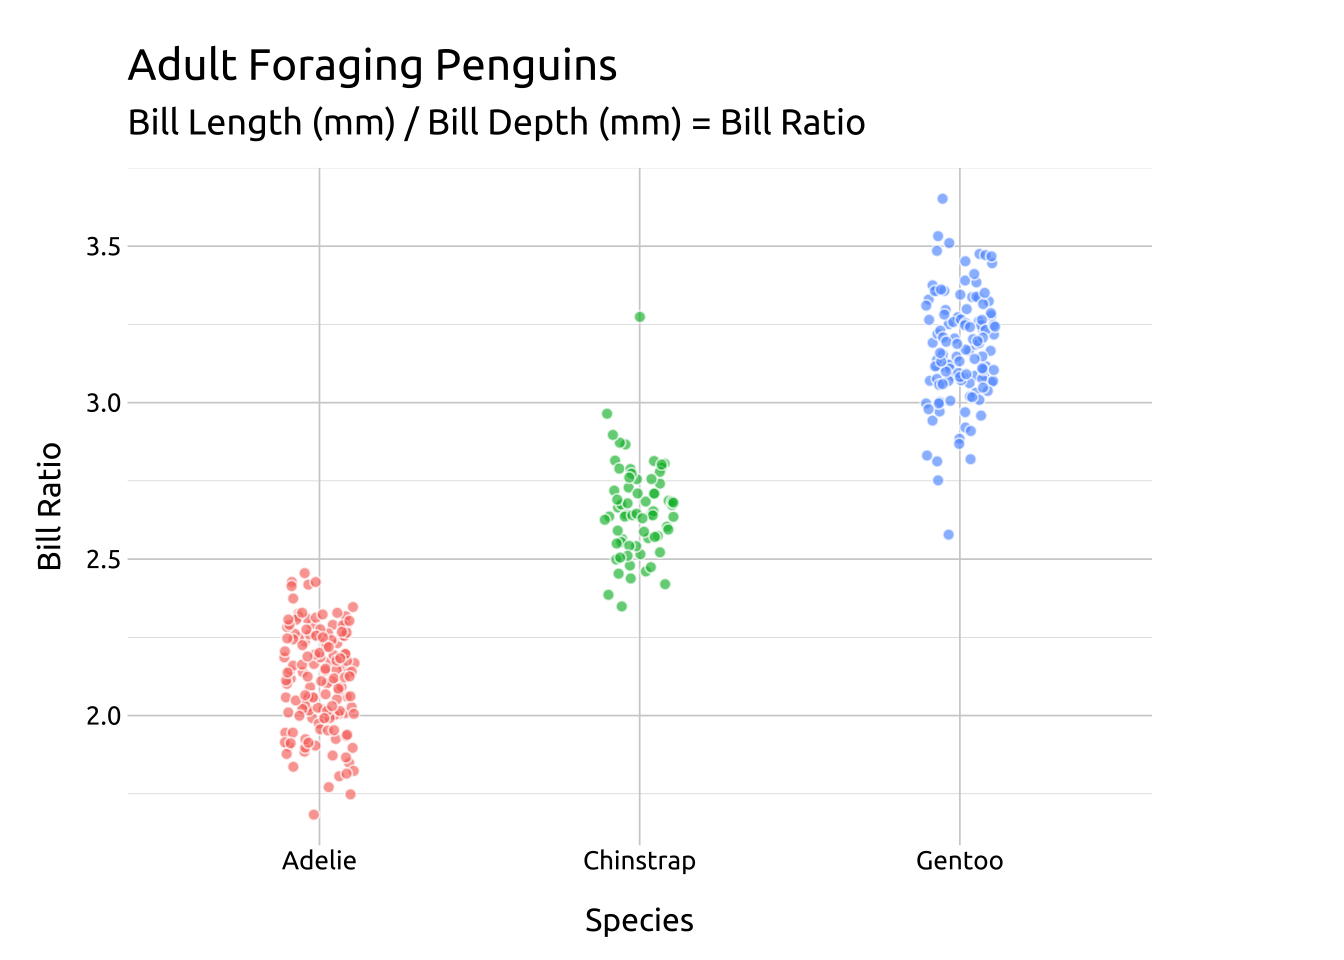 Adult Foraging Penguins
Bill Length (mm) / Bill Depth (mm) = Bill Ratio
Bill Ratio
3.5
3.0
2.5
2.0
Adelie
Chinstrap
Gentoo
Species